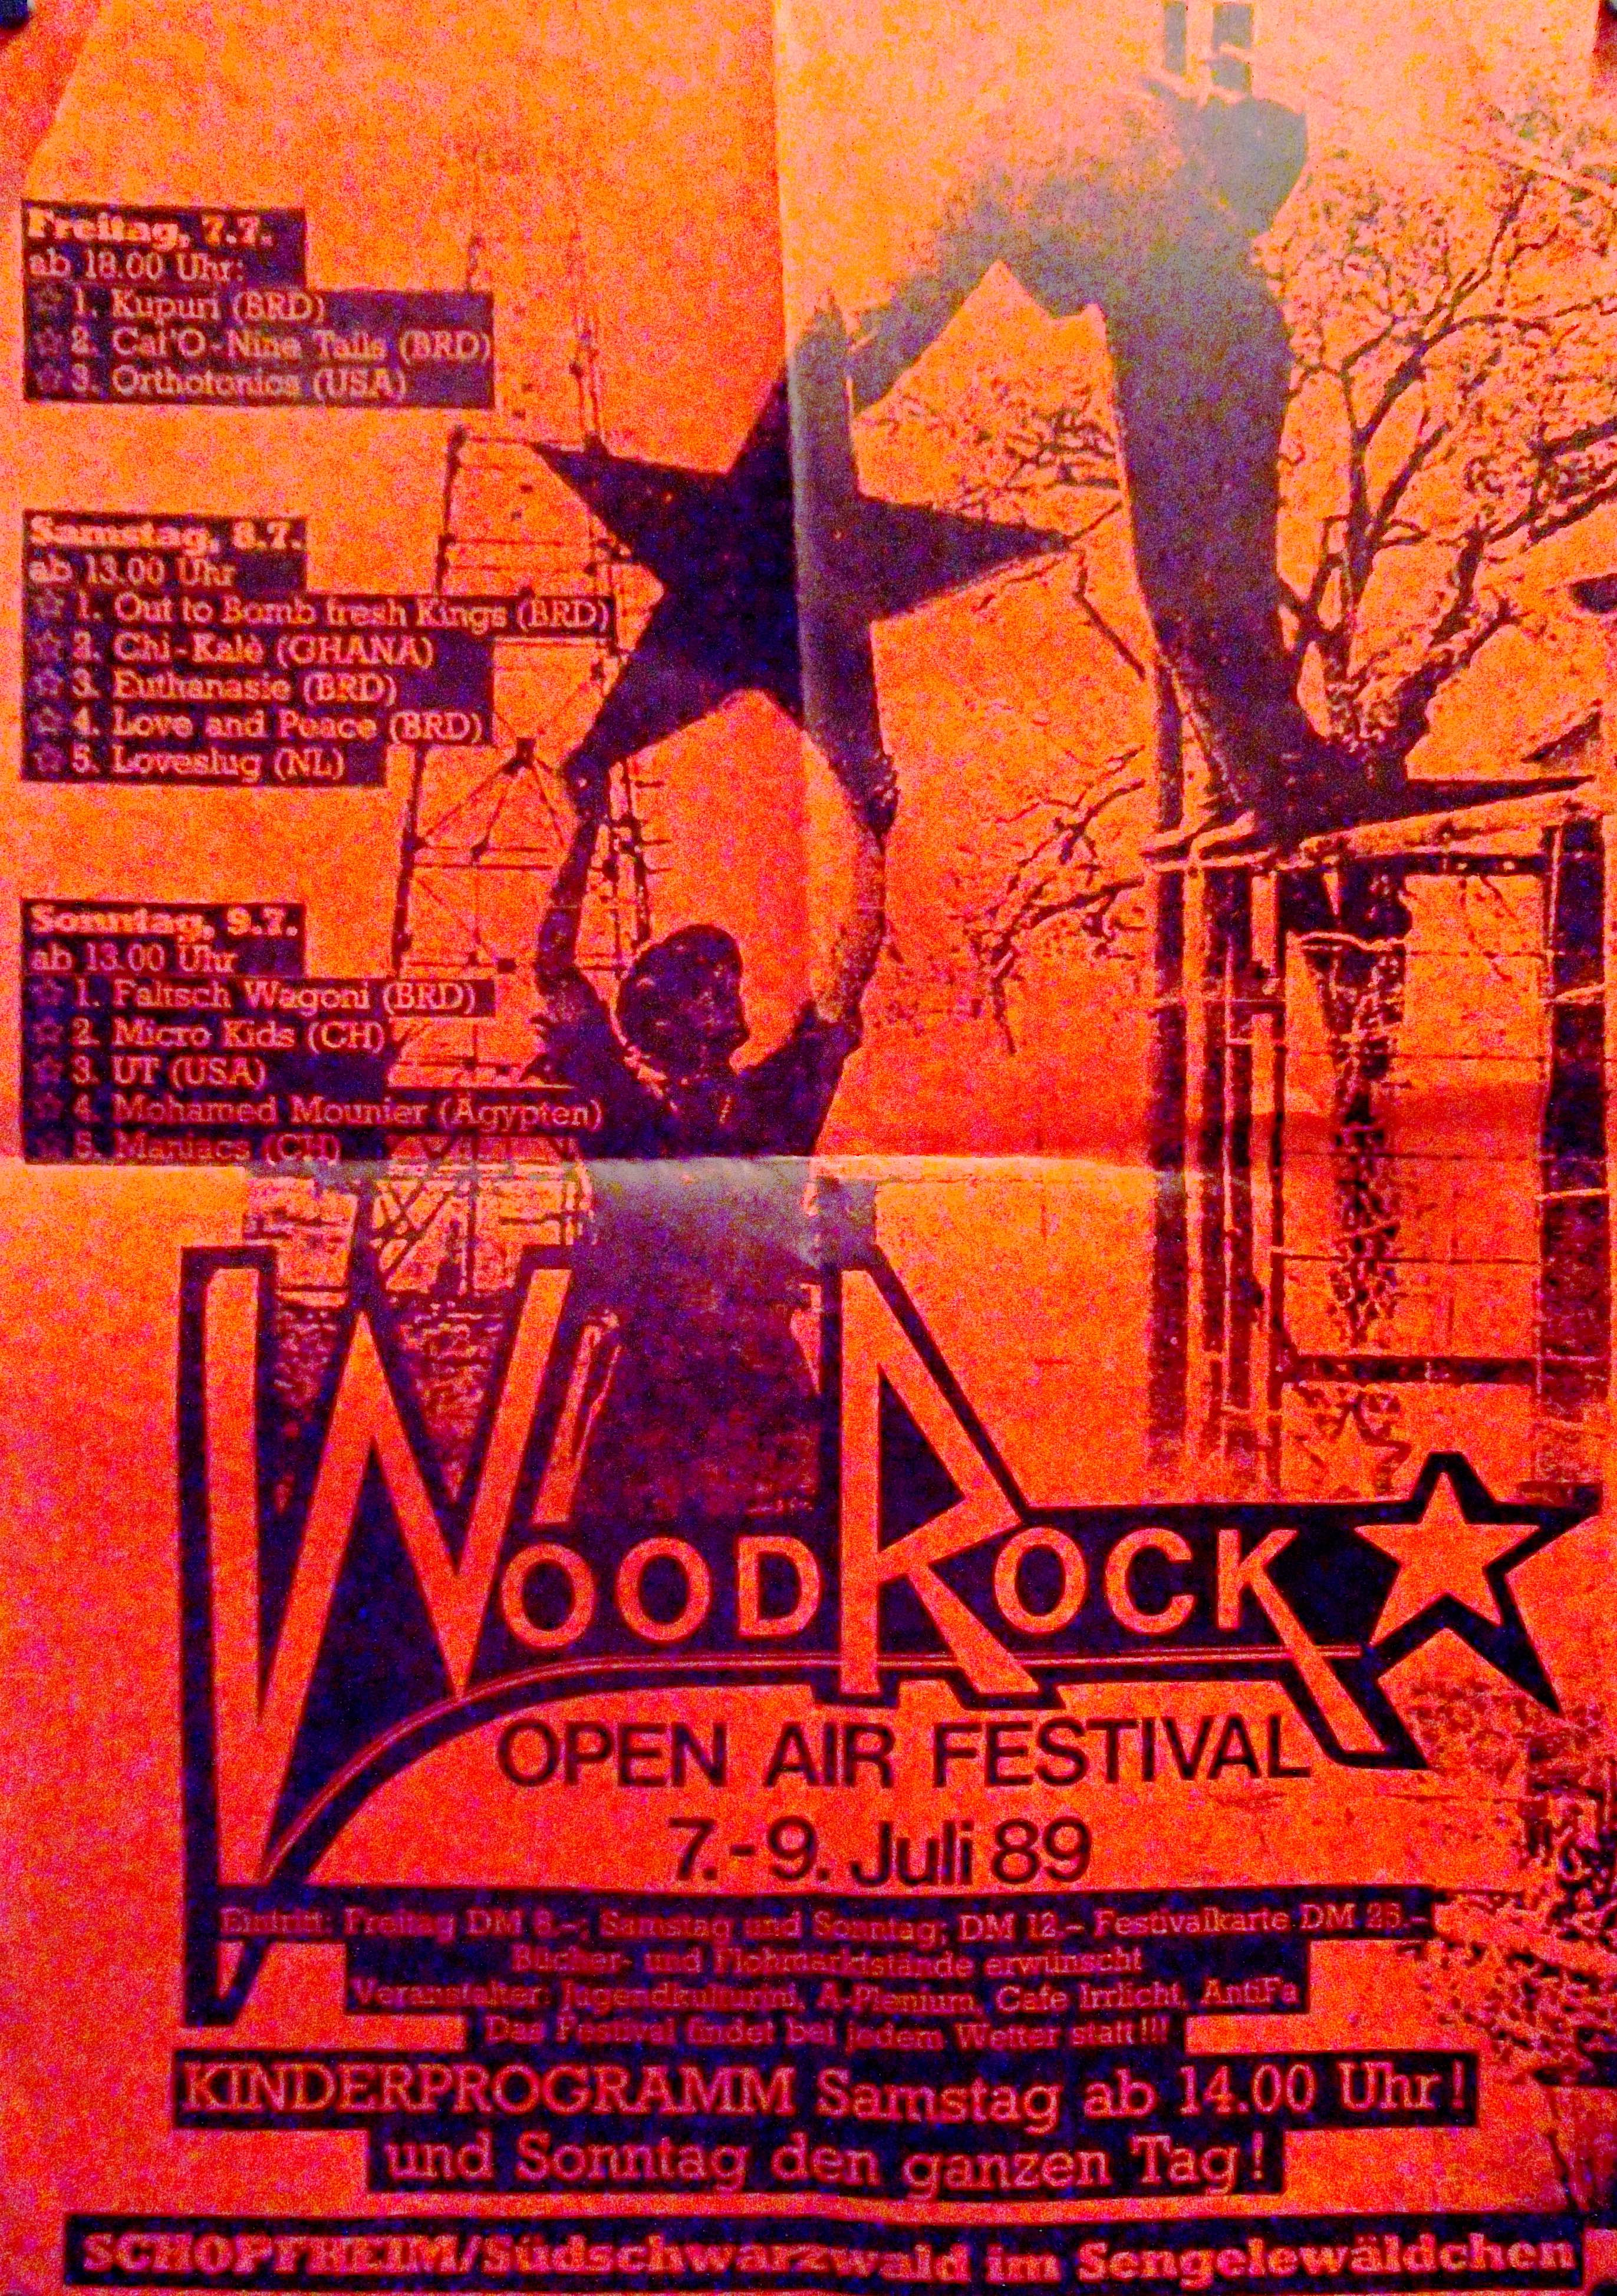 Freitag, 7.7.
ab 18.00 Uhr:
☆ 1. Kupuri (BRD)
☆ 2. Cat'O-Nine Tails (BRD)
☆ 3. Orthotonics (USA)
Samstag, 8.7.
ab 13.00 Uhr
☆ 1. Out to Bomb fresh Kings (BRD)
☆ 2. Chi-Kalè (GHANA)
☆ 3. Euthanasie (BRD)
☆ 4. Love and Peace (BRD)
☆ 5. Loveslug (NL)
Sonntag, 9.7.
ab 13.00 Uhr
☆ 1. Faltsch Wagoni (BRD)
☆ 2. Micro Kids (CH)
☆ 3. UT (USA)
☆ 4. Mohamed Mounier (Ägypten)
☆ 5. Maniacs (CH)
WOODROCK
OPEN AIR FESTIVAL
7.-9. Juli 89
Eintritt: Freitag DM 8.-; Samstag und Sonntag; DM 12.- Festivalkarte DM 25.-
Bücher- und Flohmarktstände erwünscht
Veranstalter: Jugendkulturini, A-Plenium, Cafe Irrlicht, AntiFa
Das Festival findet bei jedem Wetter statt!!!
KINDERPROGRAMM Samstag ab 14.00 Uhr!
und Sonntag den ganzen Tag!
SCHOPFHEIM/Südschwarzwald im Sengelewäldchen